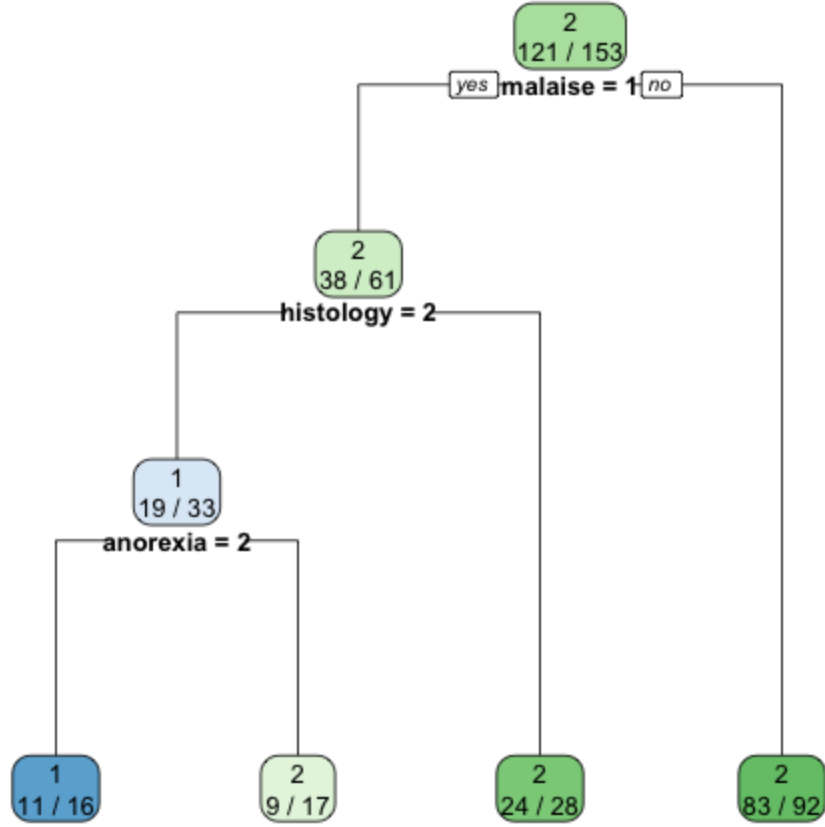 2
121 / 153
yes malaise = 1 no
2
38 / 61
histology = 2
1
19 / 33
anorexia = 2
1
11 / 16
2
9 / 17
2
24 / 28
2
83 / 92